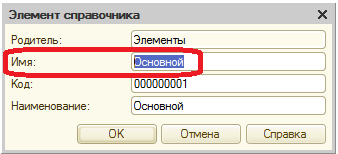 Элемент справочника
Родитель: Элементы
Имя: Основной
Код: 000000001
Наименование: Основной
OK Отмена Справка